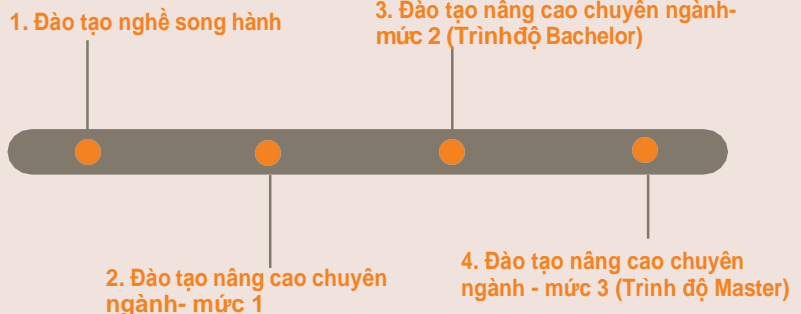 1. Đào tạo nghề song hành
3. Đào tạo nâng cao chuyên ngành-
mức 2 (Trìnhđộ Bachelor)
2. Đào tạo nâng cao chuyên
ngành- mức 1
4. Đào tạo nâng cao chuyên
ngành - mức 3 (Trình độ Master)